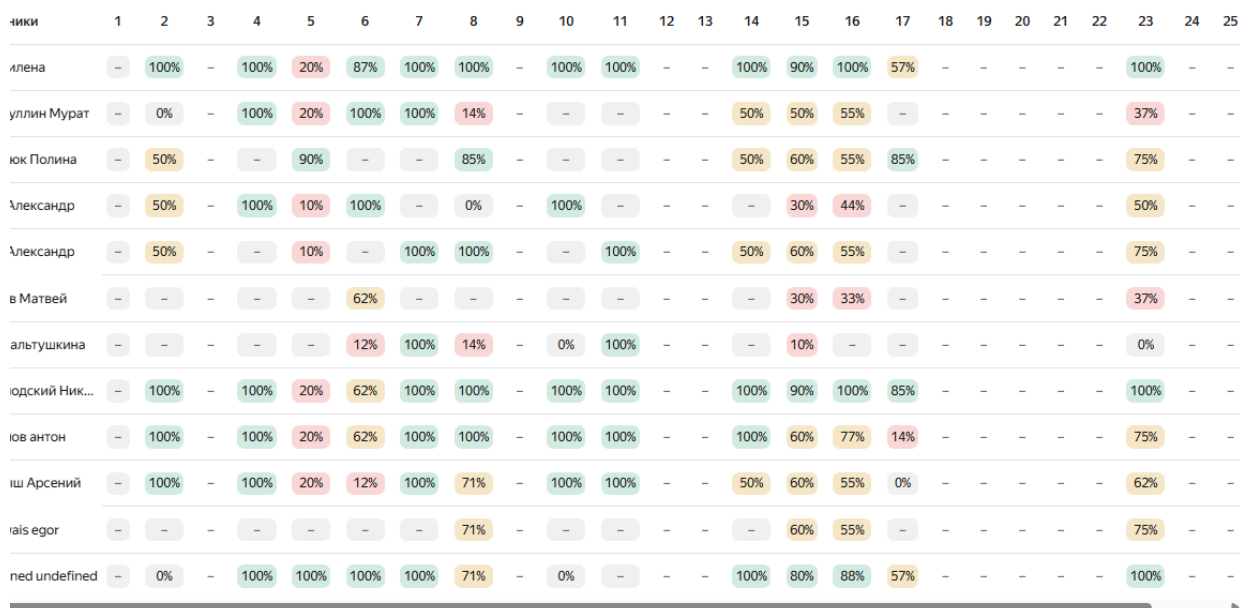 ники 1 2 3 4 5 6 7 8 9 10 11 12 13 14 15 16 17 18 19 20 21 22 23 24 25
илена – 100% – 100% 20% 87% 100% 100% – 100% 100% – – 100% 90% 100% 57% – – – – – 100% – –
уллин Мурат – 0% – 100% 20% 100% 100% 14% – – – – – 50% 50% 55% – – – – – – 37% – –
юк Полина – 50% – – 90% – – 85% – – – – – 50% 60% 55% 85% – – – – – 75% – –
Александр – 50% – 100% 10% 100% – 0% – 100% – – – – 30% 44% – – – – – – 50% – –
Александр – 50% – – 10% – 100% 100% – – 100% – – 50% 60% 55% – – – – – – 75% – –
в Матвей – – – – – 62% – – – – – – – – 30% 33% – – – – – – 37% – –
альтушкина – – – – – 12% 100% 14% – 0% 100% – – – 10% – – – – – – – 0% – –
юдский Ник... – 100% – 100% 20% 62% 100% 100% – 100% 100% – – 100% 90% 100% 85% – – – – – 100% – –
нов антон – 100% – 100% 20% 62% 100% 100% – 100% 100% – – 100% 60% 77% 14% – – – – – 75% – –
иш Арсений – 100% – 100% 20% 12% 100% 71% – 100% 100% – – 50% 60% 55% 0% – – – – – 62% – –
vais egor – – – – – – – 71% – – – – – – 60% 55% – – – – – – 75% – –
ned undefined – 0% – 100% 100% 100% 100% 71% – 0% – – – 100% 80% 88% 57% – – – – – 100% – –